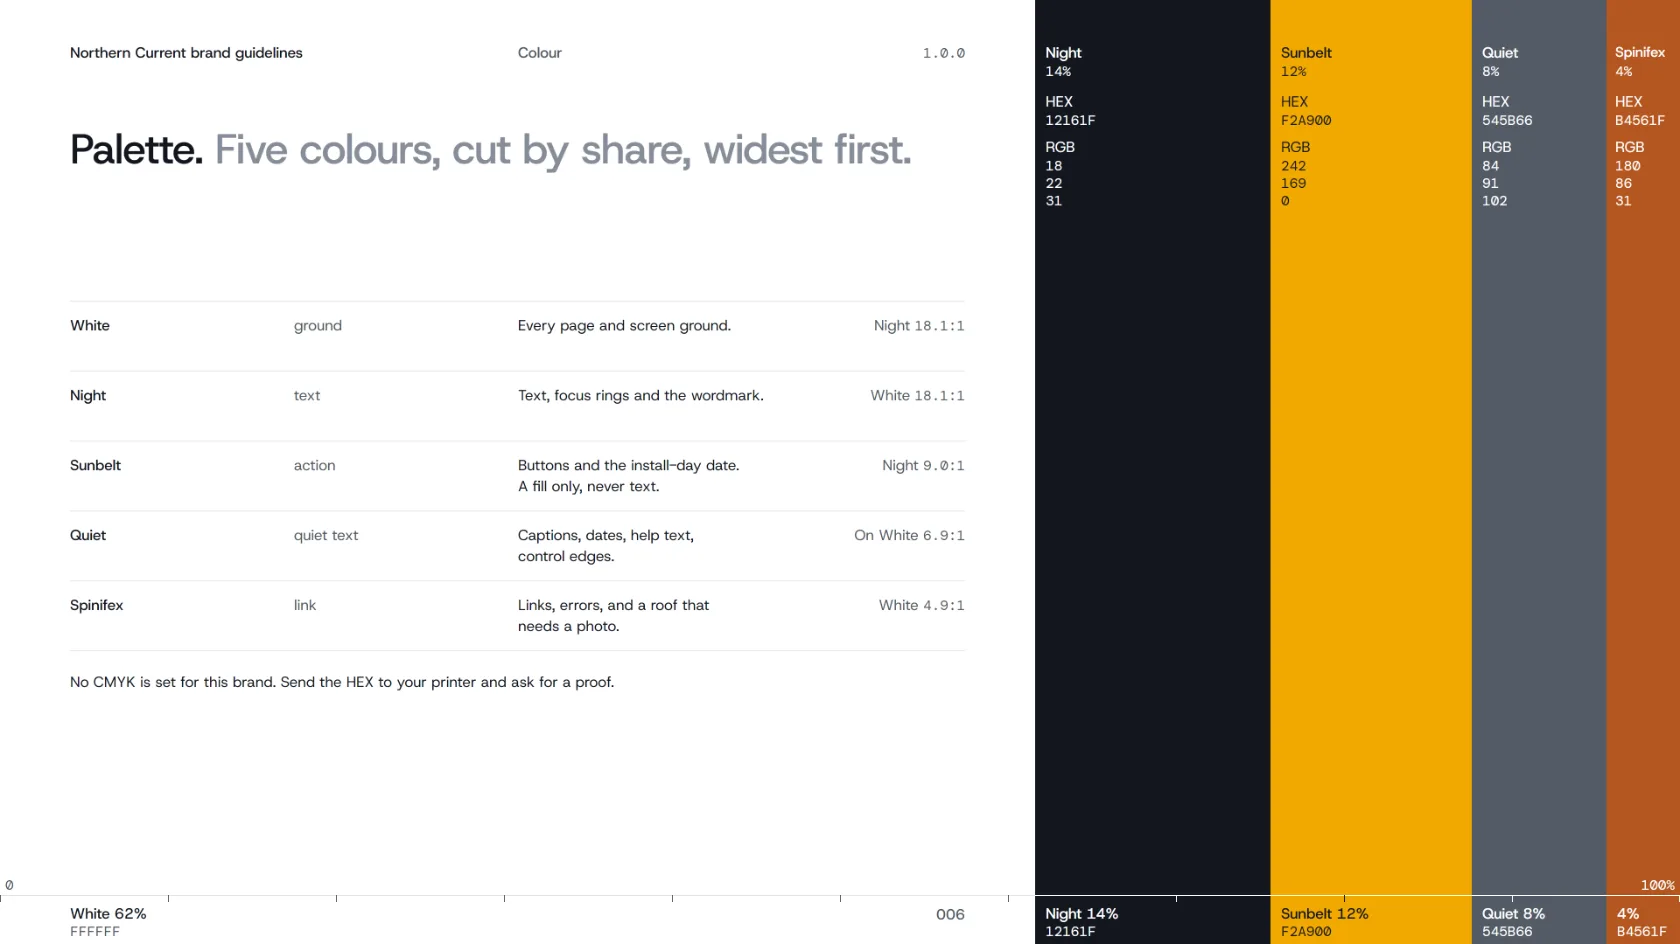 Northern Current brand guidelines
Colour
1.0.0
Palette. Five colours, cut by share, widest first.
White
ground
Every page and screen ground.
Night 18.1:1
Night
text
Text, focus rings and the wordmark.
White 18.1:1
Sunbelt
action
Buttons and the install-day date.
A fill only, never text.
Night 9.0:1
Quiet
quiet text
Captions, dates, help text,
control edges.
On White 6.9:1
Spinifex
link
Links, errors, and a roof that
needs a photo.
White 4.9:1
No CMYK is set for this brand. Send the HEX to your printer and ask for a proof.
Night
14%
HEX
12161F
RGB
18
22
31
Sunbelt
12%
HEX
F2A900
RGB
242
169
0
Quiet
8%
HEX
545B66
RGB
84
91
102
Spinifex
4%
HEX
B4561F
RGB
180
86
31
0
100%
White 62%
FFFFFF
006
Night 14%
12161F
Sunbelt 12%
F2A900
Quiet 8%
545B66
4%
B4561F